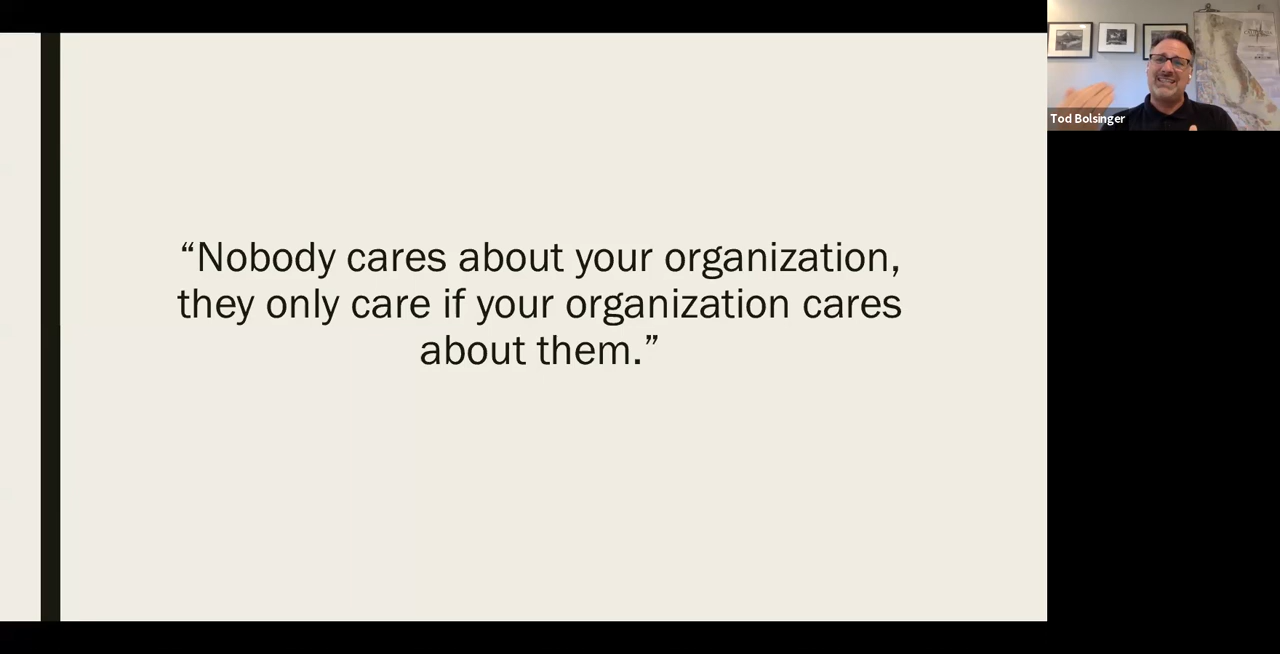 “Nobody cares about your organization,
they only care if your organization cares
about them.”
Tod Bolsinger